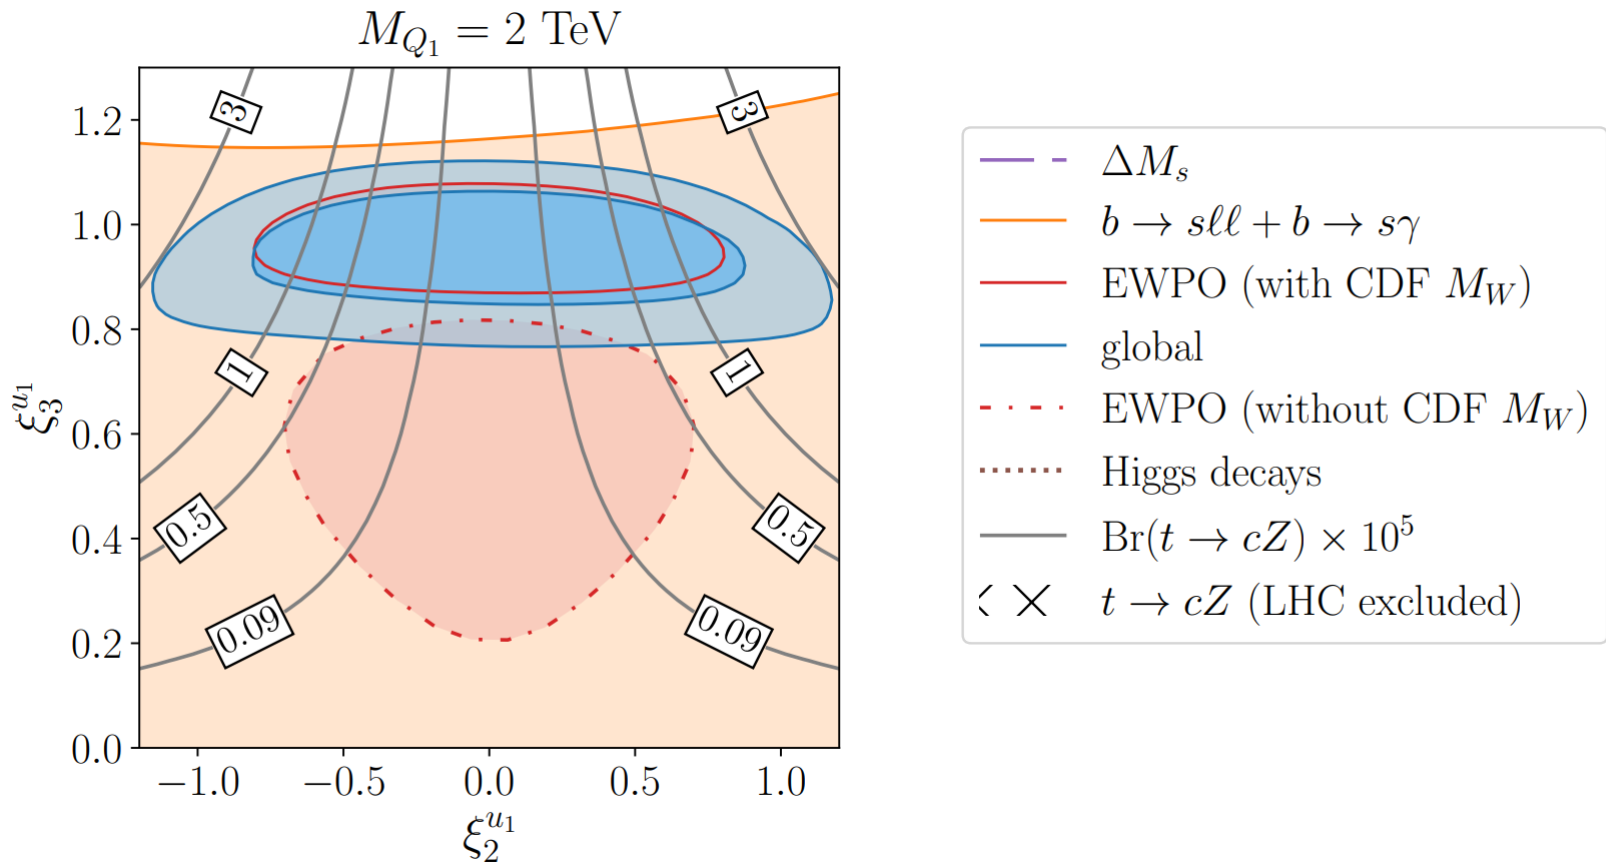 M_{Q_1} = 2 TeV
3
3
1
1
0.5
0.5
0.09
0.09
1.2
1.0
0.8
0.6
0.4
0.2
0.0
ξ_3^{u_1}
−1.0
−0.5
0.0
0.5
1.0
ξ_2^{u_1}
ΔM_s
b → sℓℓ + b → sγ
EWPO (with CDF M_W)
global
EWPO (without CDF M_W)
Higgs decays
Br(t → cZ) × 10^5
t → cZ (LHC excluded)